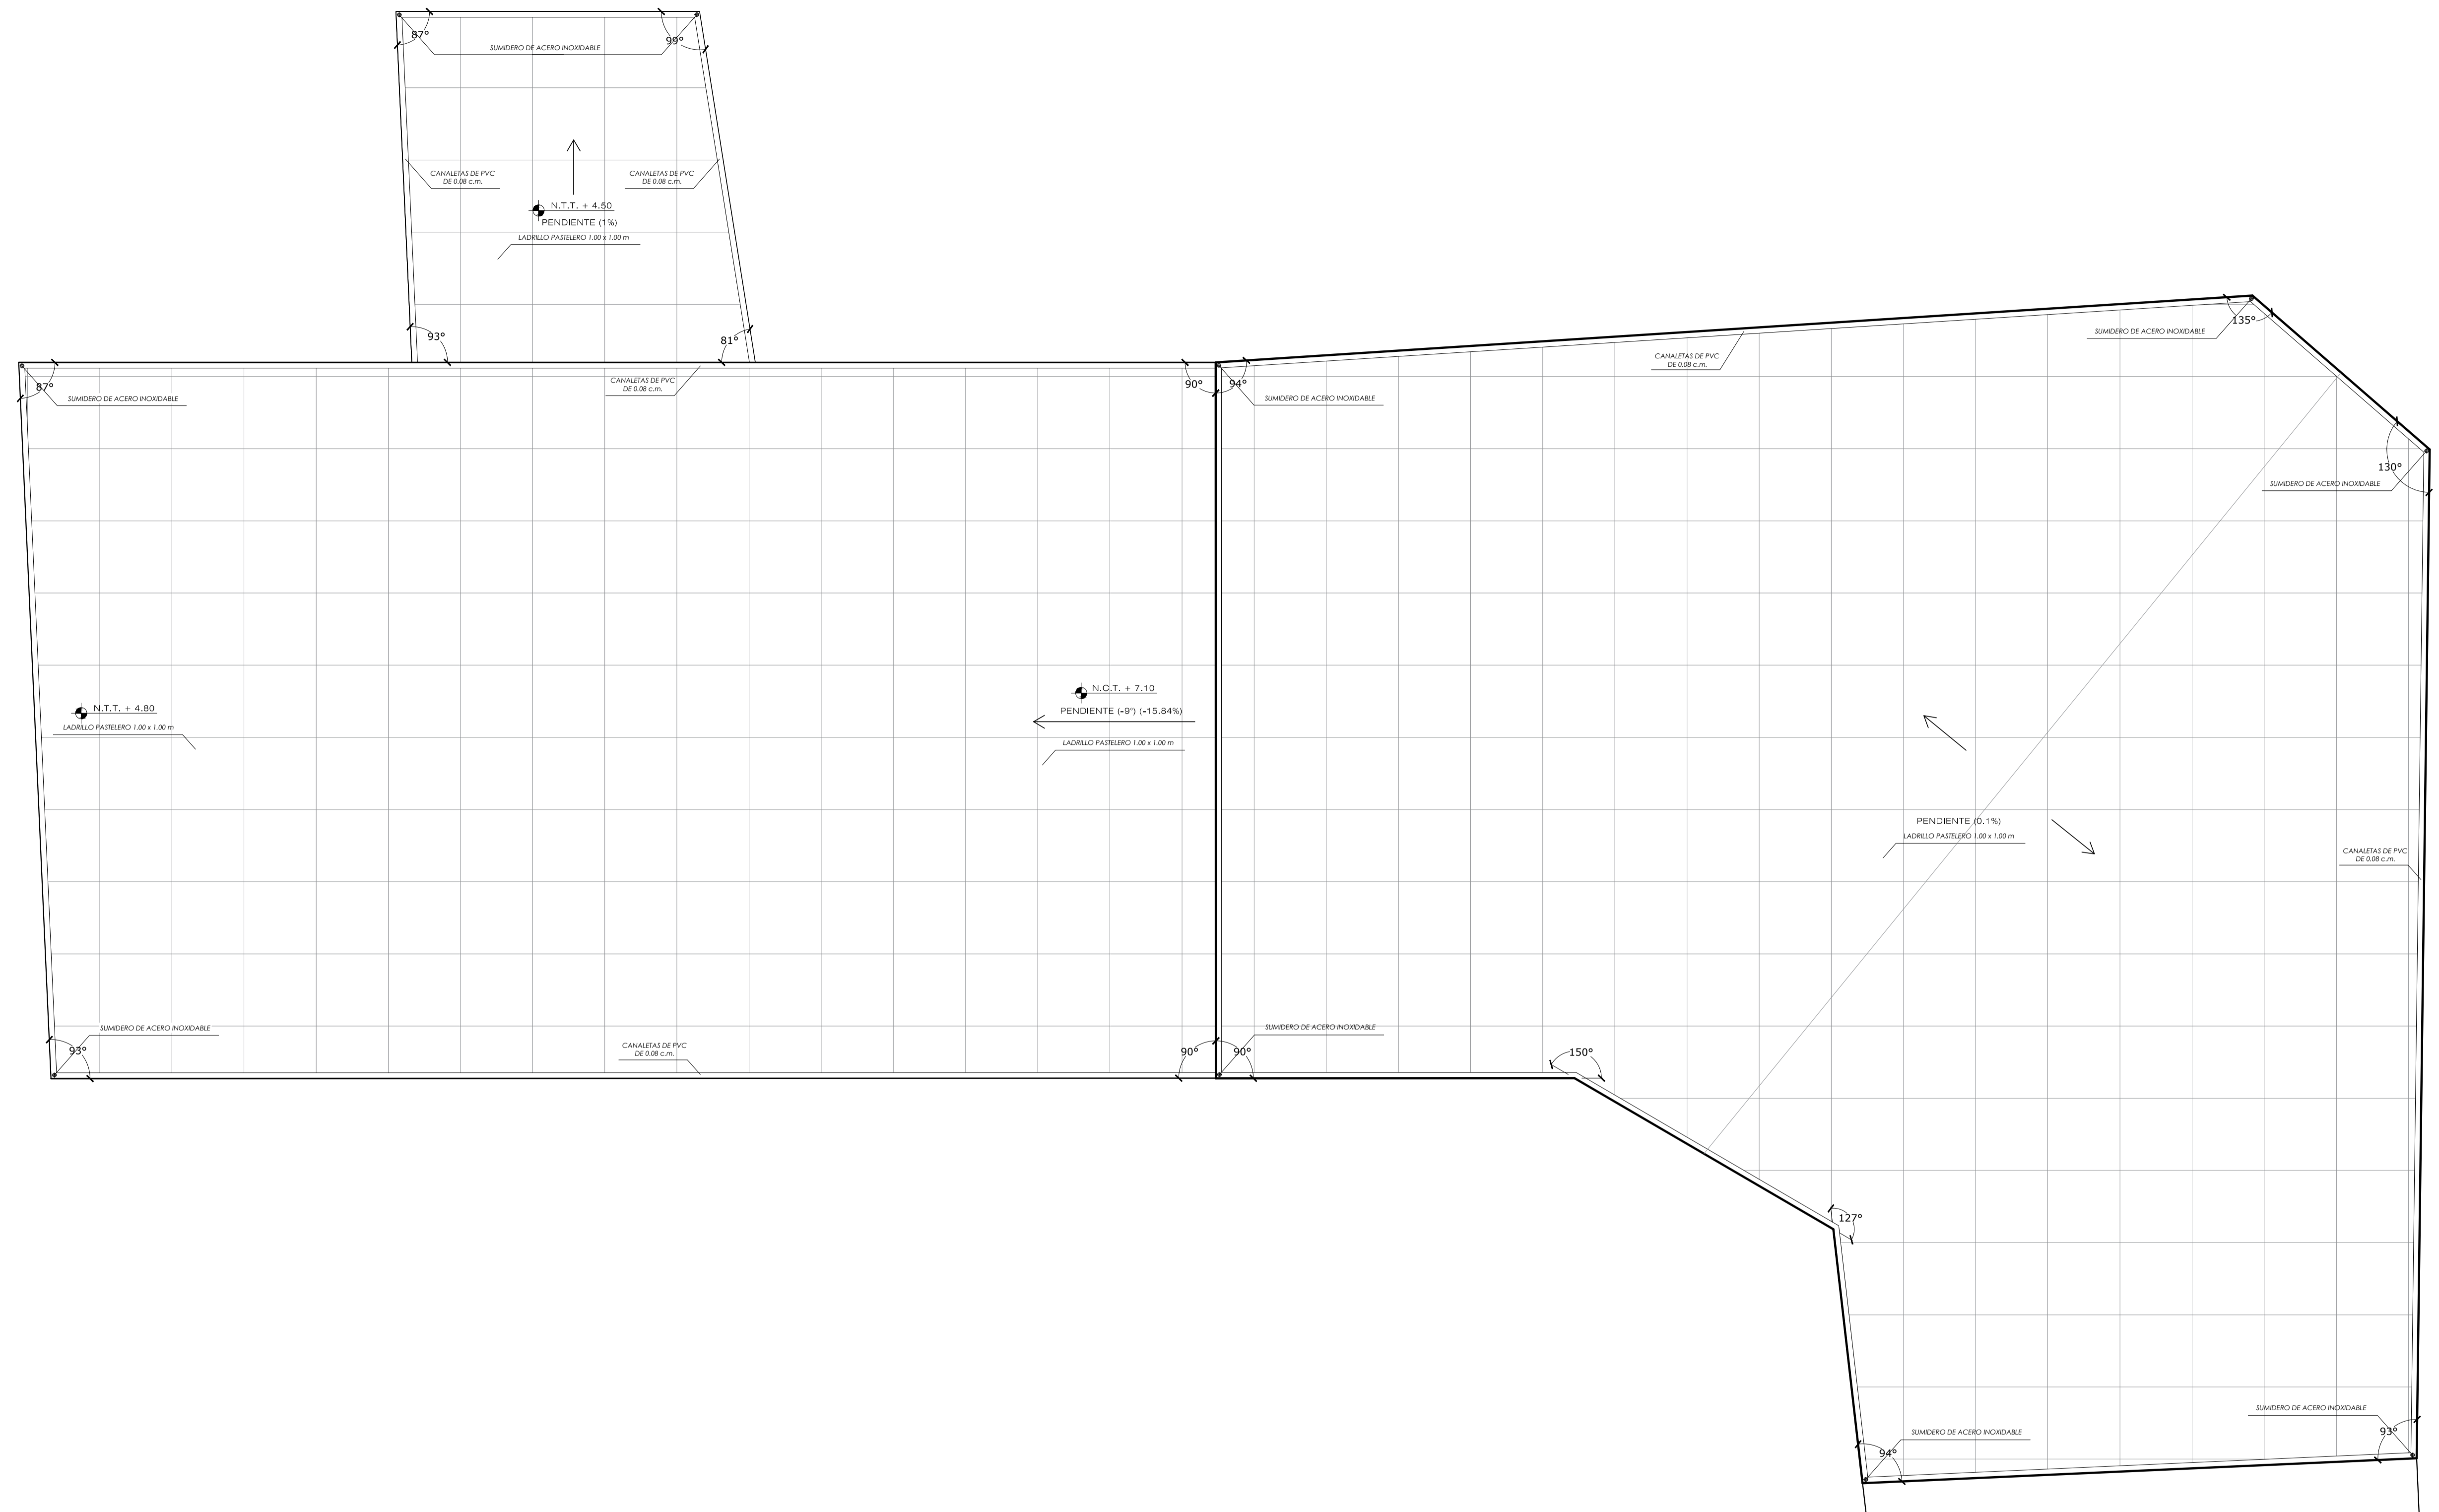 87°
99°
SUMIDERO DE ACERO INOXIDABLE
CANALETAS DE PVC
DE 0.08 c.m.
CANALETAS DE PVC
DE 0.08 c.m.
N.T.T. + 4.50
PENDIENTE (1%)
LADRILLO PASTELERO 1.00 x 1.00 m
93°
81°
87°
SUMIDERO DE ACERO INOXIDABLE
CANALETAS DE PVC
DE 0.08 c.m.
90°
94°
SUMIDERO DE ACERO INOXIDABLE
CANALETAS DE PVC
DE 0.08 c.m.
SUMIDERO DE ACERO INOXIDABLE
135°
130°
SUMIDERO DE ACERO INOXIDABLE
N.T.T. + 4.80
LADRILLO PASTELERO 1.00 x 1.00 m
N.C.T. + 7.10
PENDIENTE (-9°) (-15.84%)
LADRILLO PASTELERO 1.00 x 1.00 m
PENDIENTE (0.1%)
LADRILLO PASTELERO 1.00 x 1.00 m
CANALETAS DE PVC
DE 0.08 c.m.
SUMIDERO DE ACERO INOXIDABLE
93°
CANALETAS DE PVC
DE 0.08 c.m.
90°
90°
SUMIDERO DE ACERO INOXIDABLE
150°
127°
SUMIDERO DE ACERO INOXIDABLE
93°
SUMIDERO DE ACERO INOXIDABLE
94°